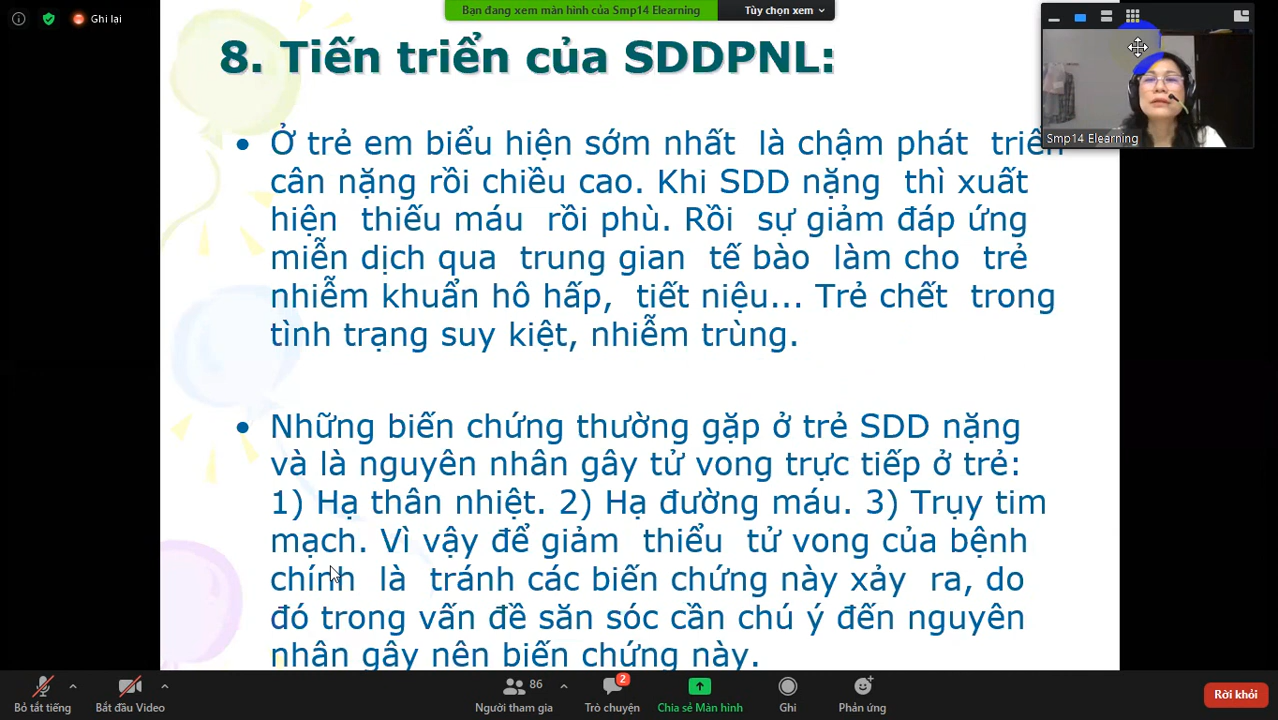 Ghi lại
Bạn đang xem màn hình của Smp14 Elearning
Tùy chọn xem
Smp14 Elearning
8. Tiến triển của SDDPNL:
• Ở trẻ em biểu hiện sớm nhất là chậm phát triển
cân nặng rồi chiều cao. Khi SDD nặng thì xuất
hiện thiếu máu rồi phù. Rồi sự giảm đáp ứng
miễn dịch qua trung gian tế bào làm cho trẻ
nhiễm khuẩn hô hấp, tiết niệu... Trẻ chết trong
tình trạng suy kiệt, nhiễm trùng.
• Những biến chứng thường gặp ở trẻ SDD nặng
và là nguyên nhân gây tử vong trực tiếp ở trẻ:
1) Hạ thân nhiệt. 2) Hạ đường máu. 3) Trụy tim
mạch. Vì vậy để giảm thiểu tử vong của bệnh
chính là tránh các biến chứng này xảy ra, do
đó trong vấn đề săn sóc cần chú ý đến nguyên
nhân gây nên biến chứng này.
Bỏ tắt tiếng
Bắt đầu Video
86
Người tham gia
2
Trò chuyện
Chia sẻ Màn hình
Ghi
Phản ứng
Rời khỏi